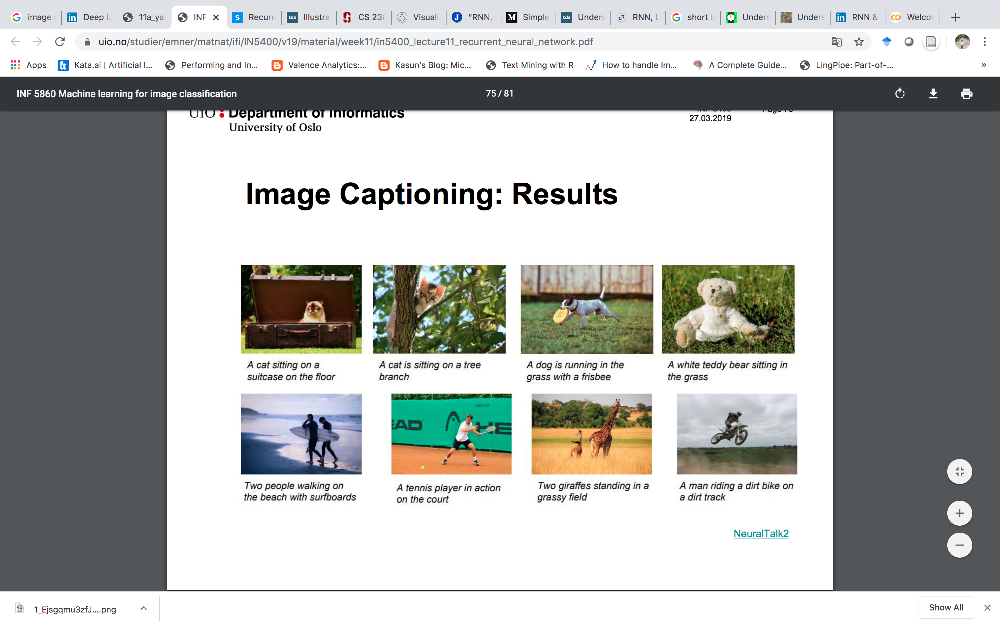 image
Deep L
11a_yar
INF
Recurr
tds Illustra
CS 230
Visuali
"RNN,
M Simple
tds Unders
dp RNN, L
short t
Unders
Unders
RNN &
Welcor
uio.no/studier/emner/matnat/ifi/IN5400/v19/material/week11/in5400_lecture11_recurrent_neural_network.pdf
Apps
Kata.ai | Artificial I...
Performing and In...
Valence Analytics:...
Kasun's Blog: Mic...
Text Mining with R
How to handle Im...
A Complete Guide...
LingPipe: Part-of-...
»
INF 5860 Machine learning for image classification
75 / 81
UiO : Department of Informatics
University of Oslo
27.03.2019
Image Captioning: Results
A cat sitting on a
suitcase on the floor
A cat is sitting on a tree
branch
A dog is running in the
grass with a frisbee
A white teddy bear sitting in
the grass
EAD
HE
Two people walking on
the beach with surfboards
A tennis player in action
on the court
Two giraffes standing in a
grassy field
A man riding a dirt bike on
a dirt track
NeuralTalk2
1_Ejsgqmu3zfJ....png
Show All